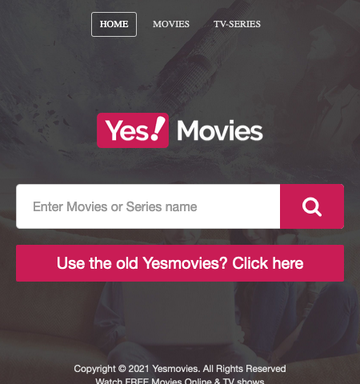 HOME MOVIES TV-SERIES
Yes! Movies
Enter Movies or Series name
Use the old Yesmovies? Click here
Copyright © 2021 Yesmovies. All Rights Reserved
Watch FREE Movies Online & TV shows